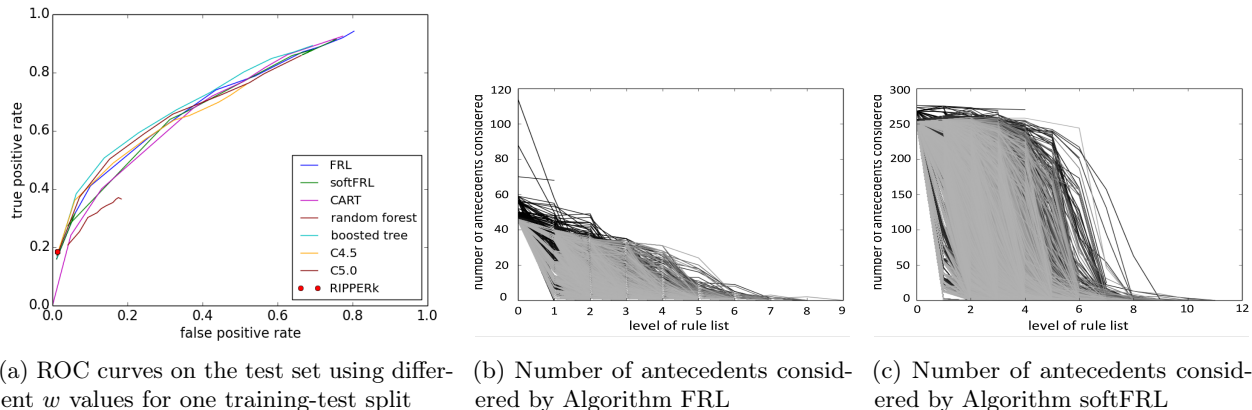 1.0
0.8
0.6
0.4
0.2
0.0
true positive rate
0.0 0.2 0.4 0.6 0.8 1.0
false positive rate
FRL
softFRL
CART
random forest
boosted tree
C4.5
C5.0
RIPPERk
(a) ROC curves on the test set using differ-
ent w values for one training-test split
120
100
80
60
40
20
0
number of antecedents considered
0 1 2 3 4 5 6 7 8 9
level of rule list
(b) Number of antecedents consid-
ered by Algorithm FRL
300
250
200
150
100
50
0
number of antecedents considered
0 2 4 6 8 10 12
level of rule list
(c) Number of antecedents consid-
ered by Algorithm softFRL